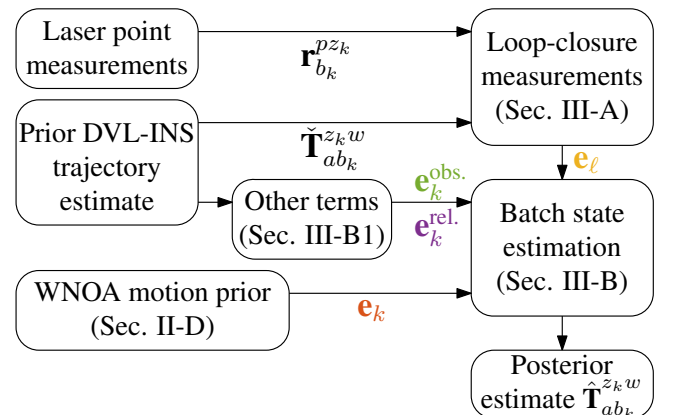 Laser point
measurements
r_{b_k}^{pz_k}
Loop-closure
measurements
(Sec. III-A)
Prior DVL-INS
trajectory
estimate
Ť_{ab_k}^{z_k w}
e_ℓ
Other terms
(Sec. III-B1)
e_k^{obs.}
e_k^{rel.}
Batch state
estimation
(Sec. III-B)
WNOA motion prior
(Sec. II-D)
e_k
Posterior
estimate T̂_{ab_k}^{z_k w}